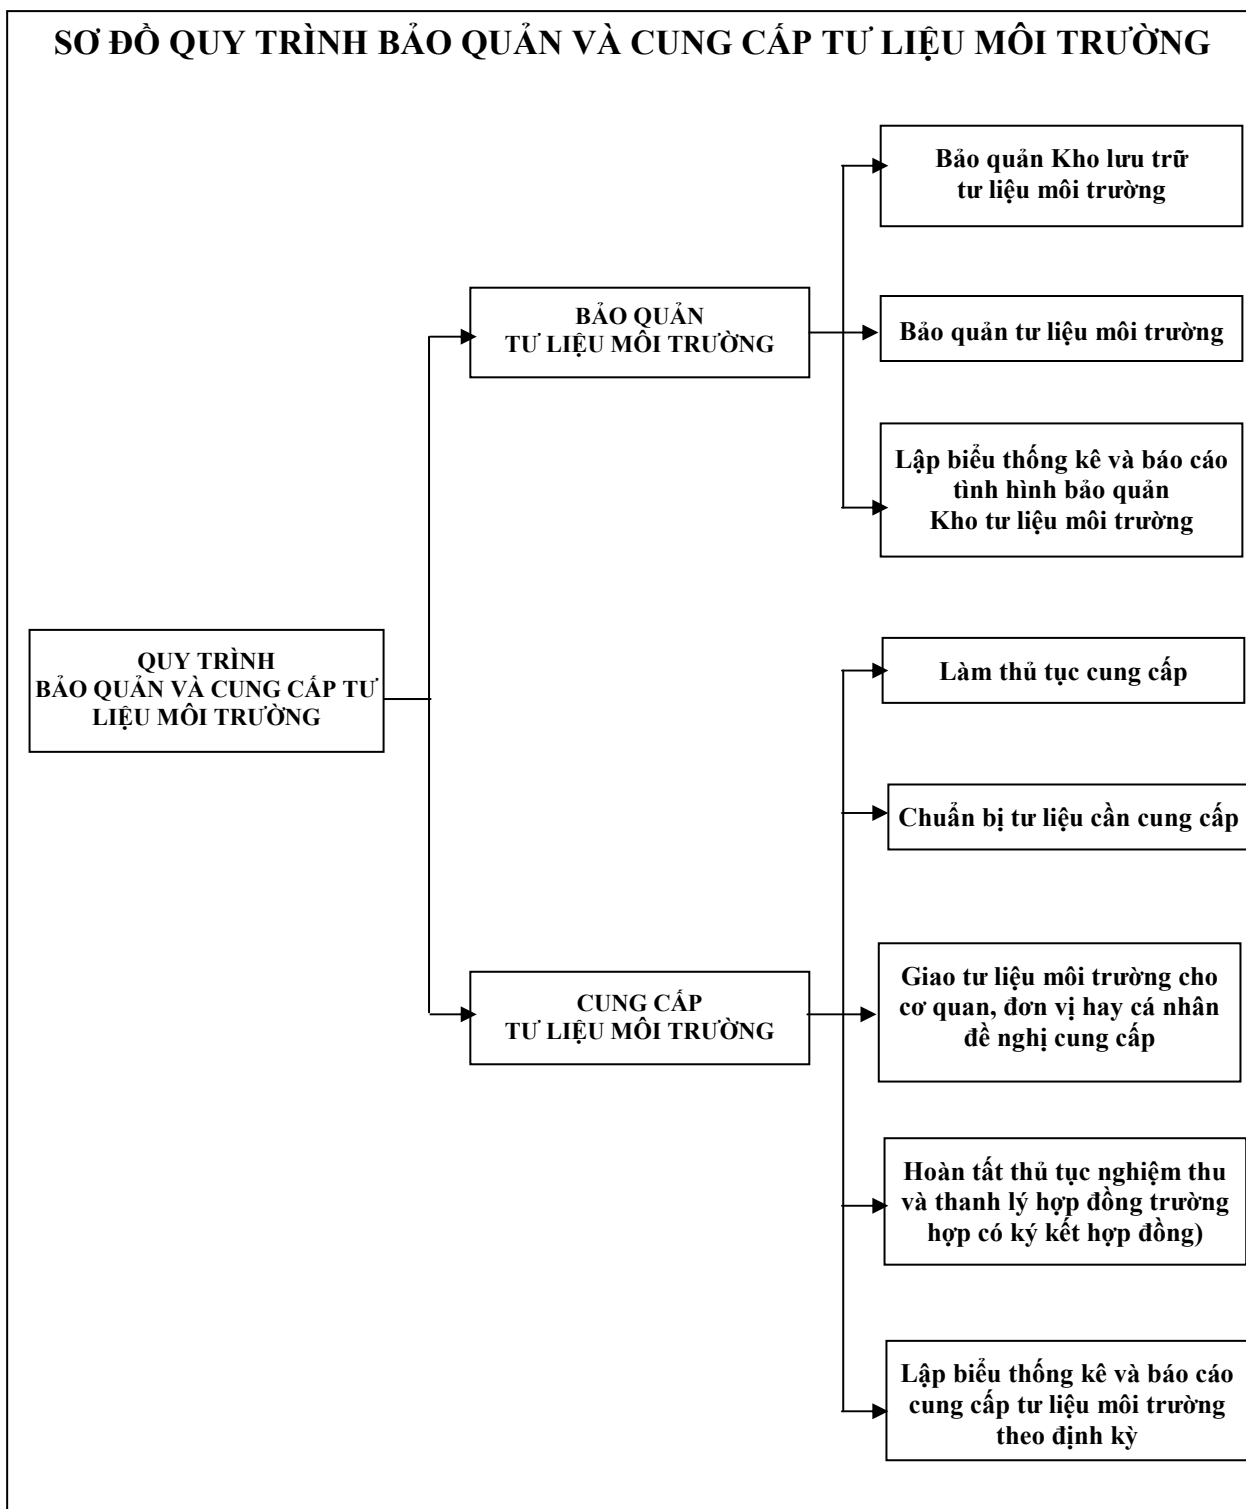 SƠ ĐỒ QUY TRÌNH BẢO QUẢN VÀ CUNG CẤP TƯ LIỆU MÔI TRƯỜNG
Bảo quản Kho lưu trữ
tư liệu môi trường
BẢO QUẢN
TƯ LIỆU MÔI TRƯỜNG
Bảo quản tư liệu môi trường
Lập biểu thống kê và báo cáo
tình hình bảo quản
Kho tư liệu môi trường
QUY TRÌNH
BẢO QUẢN VÀ CUNG CẤP TƯ
LIỆU MÔI TRƯỜNG
Làm thủ tục cung cấp
Chuẩn bị tư liệu cần cung cấp
CUNG CẤP
TƯ LIỆU MÔI TRƯỜNG
Giao tư liệu môi trường cho
cơ quan, đơn vị hay cá nhân
đề nghị cung cấp
Hoàn tất thủ tục nghiệm thu
và thanh lý hợp đồng trường
hợp có ký kết hợp đồng)
Lập biểu thống kê và báo cáo
cung cấp tư liệu môi trường
theo định kỳ